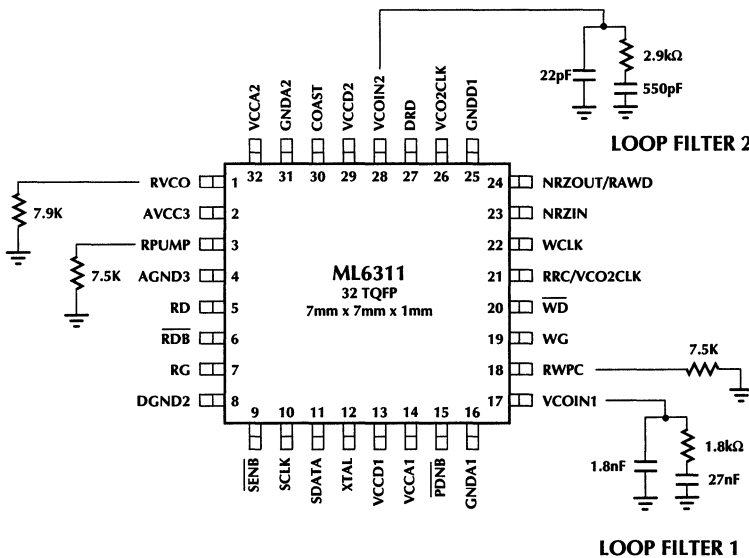 2.9kΩ
22pF
550pF
LOOP FILTER 2
VCCA2
GNDA2
COAST
VCCD2
VCOIN2
DRD
VCO2CLK
GNDD1
32 31 30 29 28 27 26 25
RVCO 1
AVCC3 2
RPUMP 3
AGND3 4
RD 5
RDB 6
RG 7
DGND2 8
7.9K
7.5K
ML6311
32 TQFP
7mm x 7mm x 1mm
24 NRZOUT/RAWD
23 NRZIN
22 WCLK
21 RRC/VCO2CLK
20 WD
19 WG
18 RWPC
17 VCOIN1
7.5K
9 10 11 12 13 14 15 16
SENB
SCLK
SDATA
XTAL
VCCD1
VCCA1
PDNB
GNDA1
1.8kΩ
1.8nF
27nF
LOOP FILTER 1